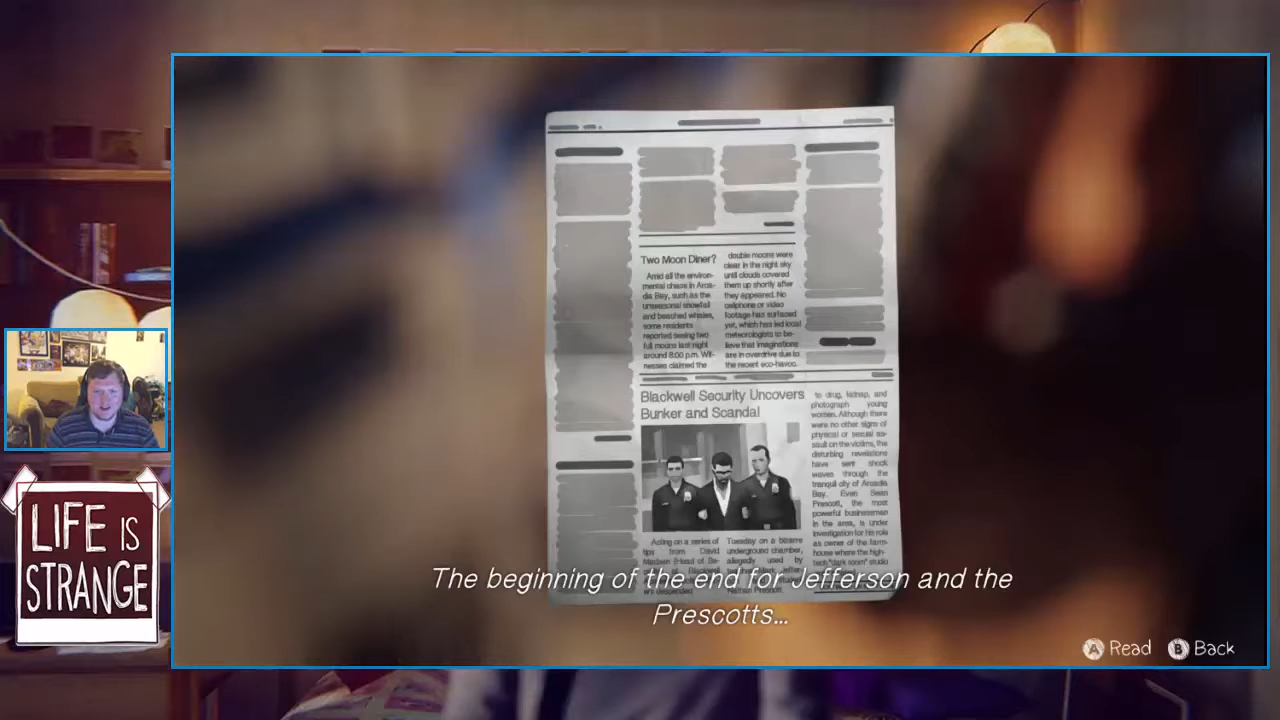 Two Moon Diner?
Amid all the environ-
mental chaos in Arca-
dia Bay, such as the
unseasonal snowfall
and beached whales,
some residents
reported seeing two
full moons last night
around 8:00 p.m. Wit-
nesses claimed the
double moons were
clear in the night sky
until clouds covered
them up shortly after
they appeared. No
cellphone or video
footage has surfaced
yet, which has led local
meteorologists to be-
lieve that imaginations
are in overdrive due to
the recent eco-havoc.
Blackwell Security Uncovers
Bunker and Scandal
Acting on a series of
tips from David
Madsen (Head of Se-
Tuesday on a bizarre
underground chamber,
allegedly used by
Nathan Prescott
to drug, kidnap, and
photograph young
women. Although there
were no other signs of
physical or sexual as-
sault on the victims, the
disturbing revelations
have sent shock
waves through the
tranquil city of Arcadia
Bay. Even Sean
Prescott, the most
powerful businessman
in the area, is under
investigation for his role
as owner of the farm-
house where the high-
tech "dark room" studio
The beginning of the end for Jefferson and the
Prescotts...
A Read B Back
LIFE IS
STRANGE